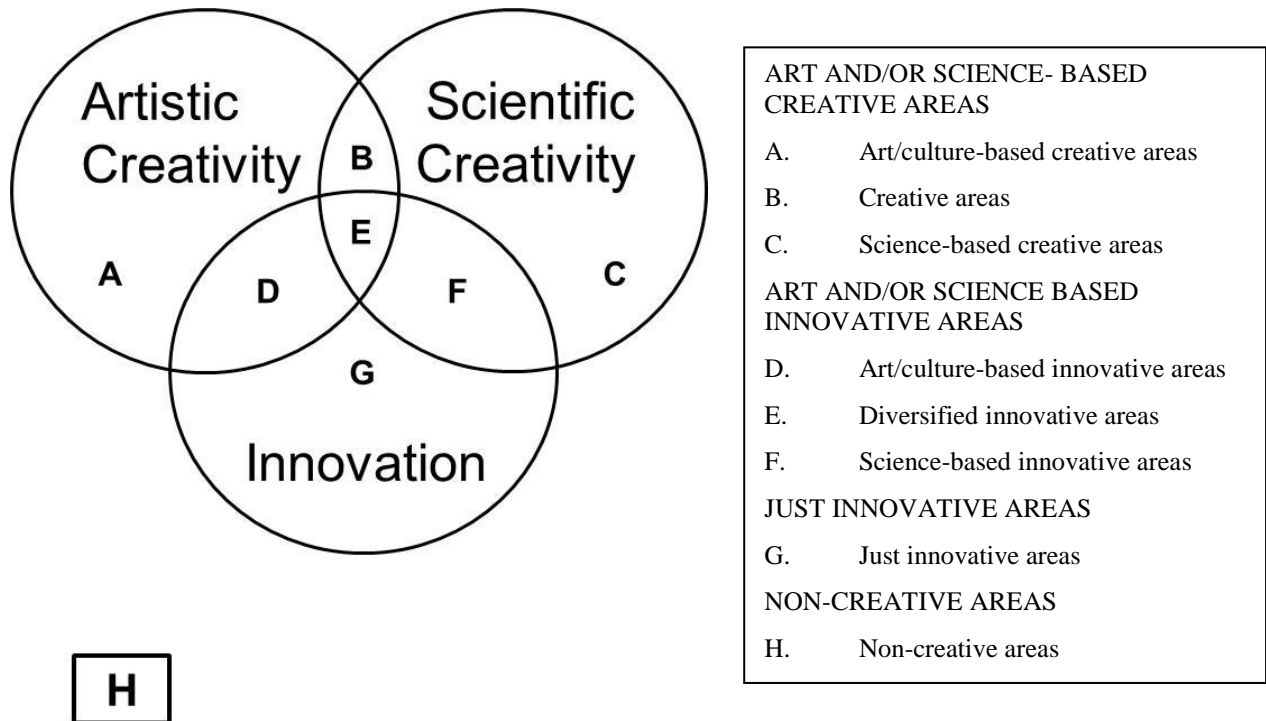 Artistic
Creativity
Scientific
Creativity
B
E
A
D
F
C
G
Innovation
H
ART AND/OR SCIENCE- BASED
CREATIVE AREAS
A. Art/culture-based creative areas
B. Creative areas
C. Science-based creative areas
ART AND/OR SCIENCE BASED
INNOVATIVE AREAS
D. Art/culture-based innovative areas
E. Diversified innovative areas
F. Science-based innovative areas
JUST INNOVATIVE AREAS
G. Just innovative areas
NON-CREATIVE AREAS
H. Non-creative areas